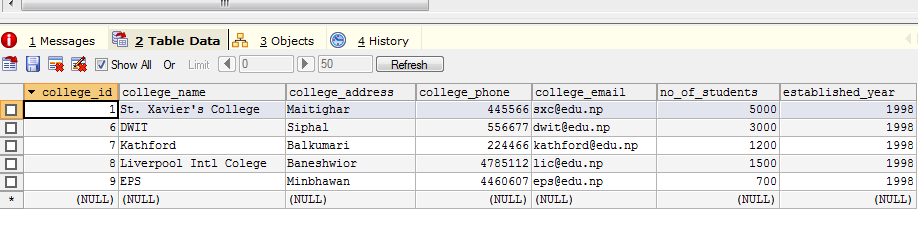 1 Messages 2 Table Data 3 Objects 4 History
Show All Or Limit 0 50 Refresh
college_id college_name college_address college_phone college_email no_of_students established_year
1 St. Xavier's College Maitighar 445566 sxc@edu.np 5000 1998
6 DWIT Siphal 556677 dwit@edu.np 3000 1998
7 Kathford Balkumari 224466 kathford@edu.np 1200 1998
8 Liverpool Intl Colege Baneshwior 4785112 lic@edu.np 1500 1998
9 EPS Minbhawan 4460607 eps@edu.np 700 1998
* (NULL) (NULL) (NULL) (NULL) (NULL) (NULL) (NULL)